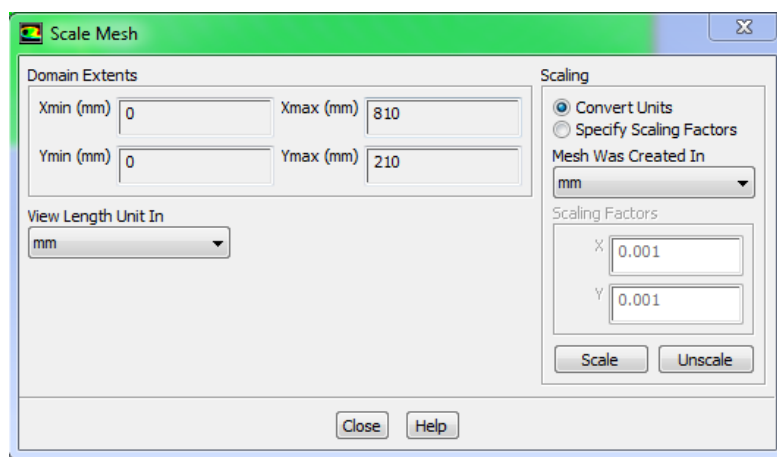 Scale Mesh
Domain Extents
Xmin (mm) 0 Xmax (mm) 810
Ymin (mm) 0 Ymax (mm) 210
View Length Unit In
mm
Scaling
Convert Units
Specify Scaling Factors
Mesh Was Created In
mm
Scaling Factors
X 0.001
Y 0.001
Scale Unscale
Close Help